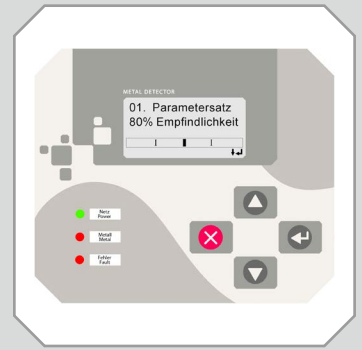 METAL DETECTOR
01. Parametersatz
80% Empfindlichkeit
Netz
Power
Metall
Metal
Fehler
Fault